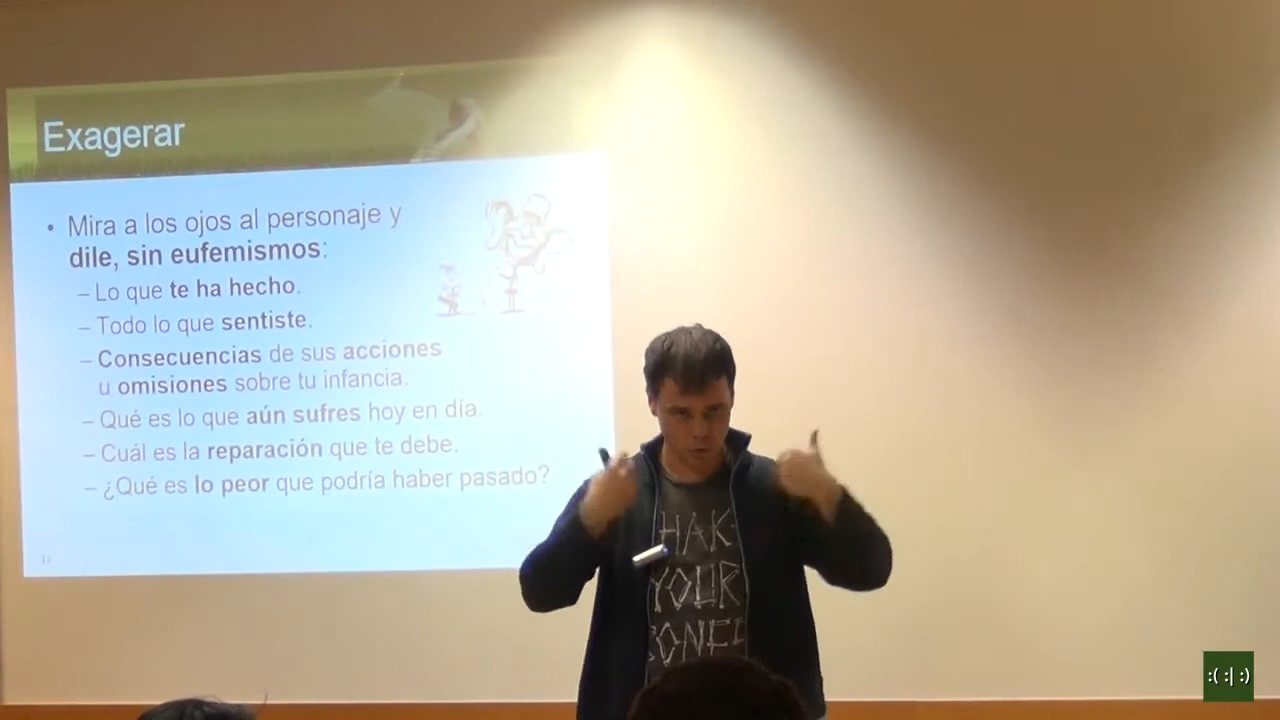 Exagerar
• Mira a los ojos al personaje y
dile, sin eufemismos:
– Lo que te ha hecho.
– Todo lo que sentiste.
– Consecuencias de sus acciones
u omisiones sobre tu infancia.
– Qué es lo que aún sufres hoy en día.
– Cuál es la reparación que te debe.
– ¿Qué es lo peor que podría haber pasado?
YOUR
:( :| :)